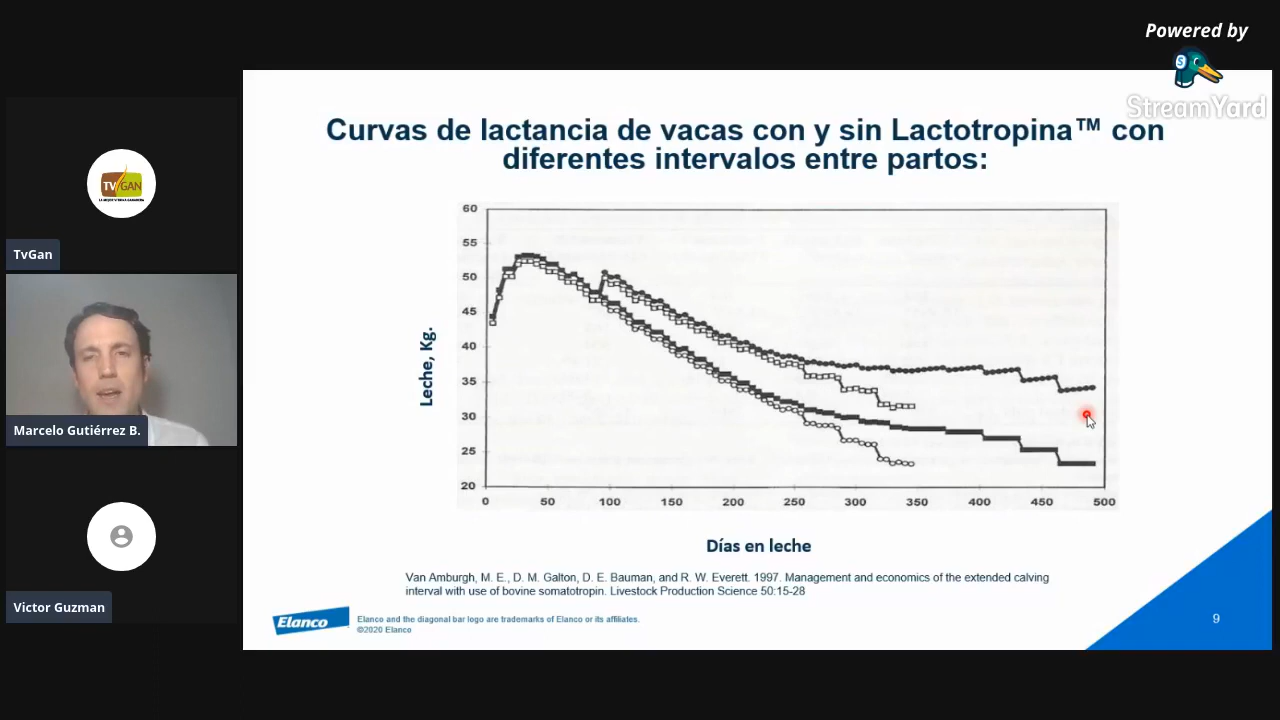 Powered by
StreamYard
TV GAN
TvGan
Marcelo Gutiérrez B.
Victor Guzman
Curvas de lactancia de vacas con y sin Lactotropina™ con
diferentes intervalos entre partos:
Leche, Kg.
60
55
50
45
40
35
30
25
20
0 50 100 150 200 250 300 350 400 450 500
Días en leche
Van Amburgh, M. E., D. M. Galton, D. E. Bauman, and R. W. Everett. 1997. Management and economics of the extended calving
interval with use of bovine somatotropin. Livestock Production Science 50:15-28
Elanco
Elanco and the diagonal bar logo are trademarks of Elanco or its affiliates.
©2020 Elanco
9